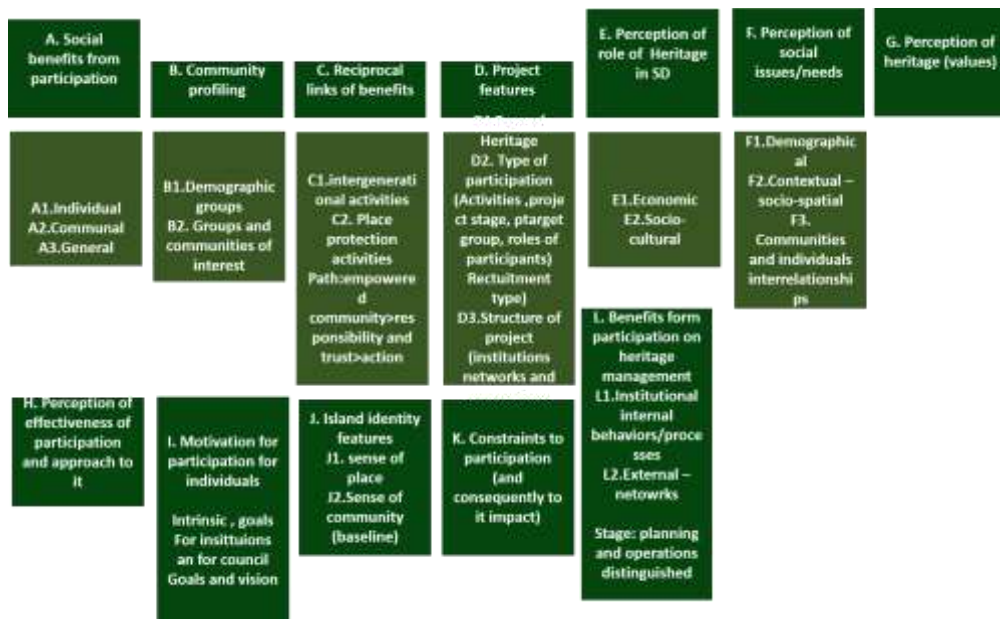 A. Social
benefits from
participation
B. Community
profiling
C. Reciprocal
links of benefits
D. Project
features
E. Perception of
role of Heritage
in SD
F. Perception of
social
issues/needs
G. Perception of
heritage (values)
A1.Individual
A2.Communal
A3.General
B1.Demographic
groups
B2. Groups and
communities of
interest
C1.intergenerati
onal activities
C2. Place
protection
activities
Path:empowere
d
community>res
ponsibility and
trust>action
Heritage
D2. Type of
participation
(Activities ,proje
ct stage, ptarget
group, roles of
participants)
Rectuitment
type)
D3.Structure of
project
(institutions
networks and
E1.Economic
E2.Socio-
cultural
F1.Demographic
al
F2.Contextual –
socio-spatial
F3.
Communities
and individuals
interrelationshi
ps
H. Perception of
effectiveness of
participation
and approach to
it
I. Motivation for
participation for
individuals
Intrinsic , goals
For insittuions
an for council
Goals and vision
J. Island identity
features
J1. sense of
place
J2.Sense of
community
(baseline)
K. Constraints to
participation
(and
consequently to
it impact)
L. Benefits form
participation on
heritage
management
L1.Institutional
internal
behaviors/proce
sses
L2.External –
netowrks
Stage: planning
and operations
distinguished